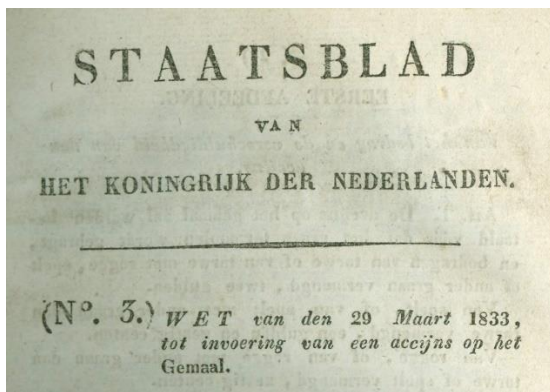 STAATSBLAD
VAN
HET KONINGRIJK DER NEDERLANDEN.
(Nº. 3.) WET van den 29 Maart 1833,
tot invoering van een accijns op het
Gemaal.